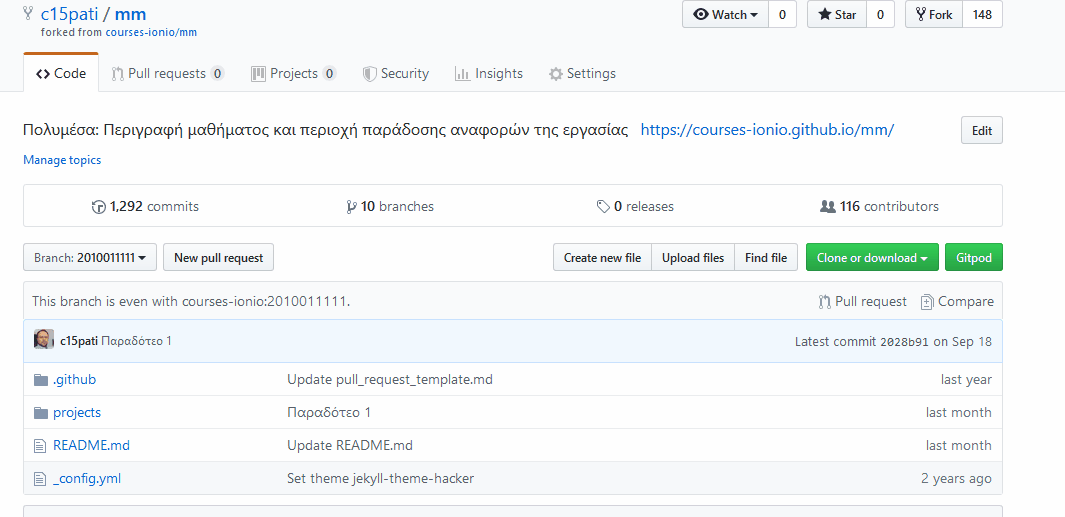 c15pati / mm Watch 0 Star 0 Fork 148
forked from courses-ionio/mm
Code Pull requests 0 Projects 0 Security Insights Settings
Πολυμέσα: Περιγραφή μαθήματος και περιοχή παράδοσης αναφορών της εργασίας https://courses-ionio.github.io/mm/ Edit
Manage topics
1,292 commits 10 branches 0 releases 116 contributors
Branch: 2010011111 New pull request Create new file Upload files Find file Clone or download Gitpod
This branch is even with courses-ionio:2010011111. Pull request Compare
c15pati Παραδότεο 1 Latest commit 2028b91 on Sep 18
.github Update pull_request_template.md last year
projects Παραδότεο 1 last month
README.md Update README.md last month
_config.yml Set theme jekyll-theme-hacker 2 years ago